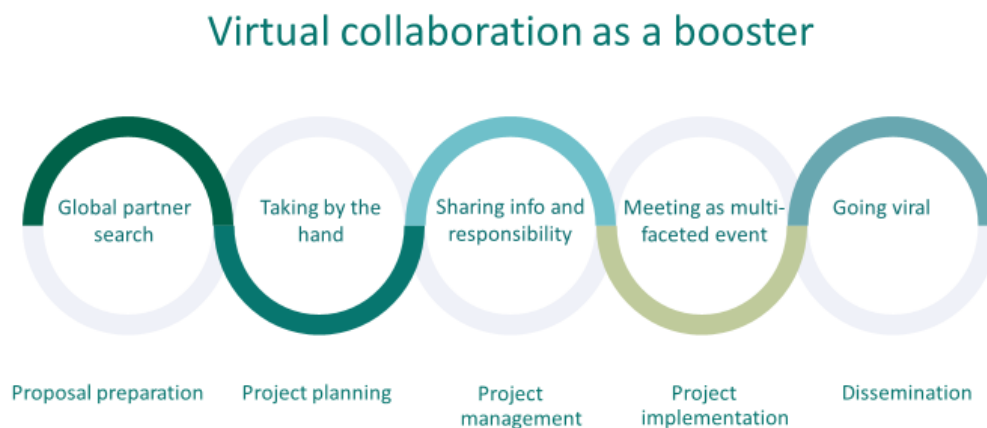 Virtual collaboration as a booster
Global partner
search
Taking by the
hand
Sharing info and
responsibility
Meeting as multi-
faceted event
Going viral
Proposal preparation
Project planning
Project
management
Project
implementation
Dissemination